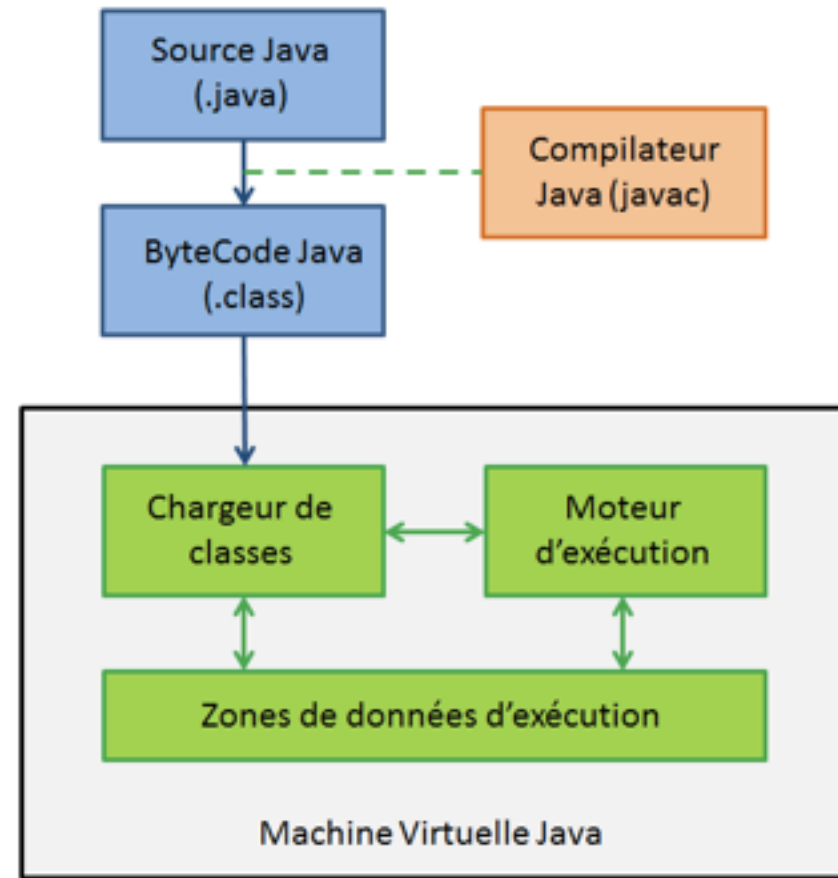 Source Java
(.java)
Compilateur
Java (javac)
ByteCode Java
(.class)
Chargeur de
classes
Moteur
d'exécution
Zones de données d'exécution
Machine Virtuelle Java